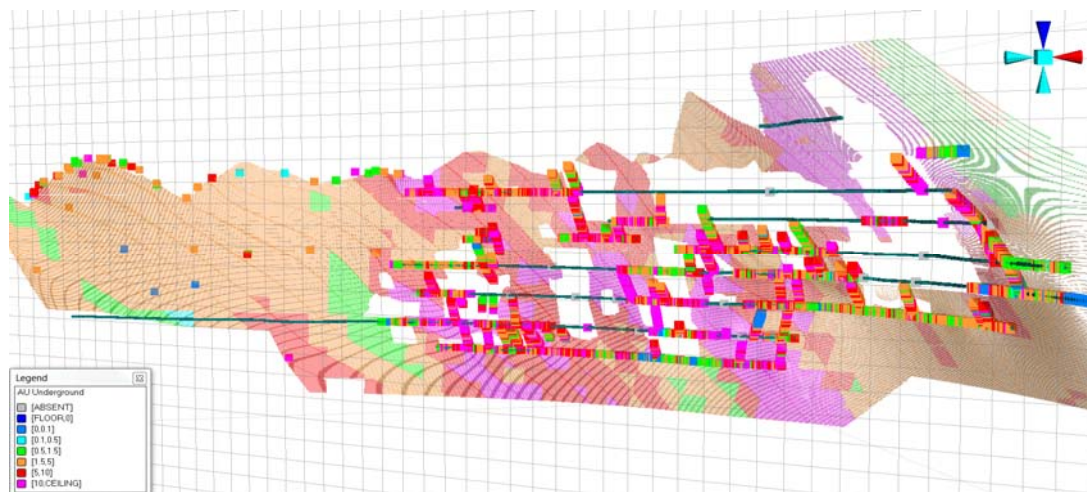 Legend
AU Underground
[ABSENT]
[FLOOR,0]
[0,0.1]
[0.1,0.5]
[0.5,1.5]
[1.5,5]
[5,10]
[10,CEILING]